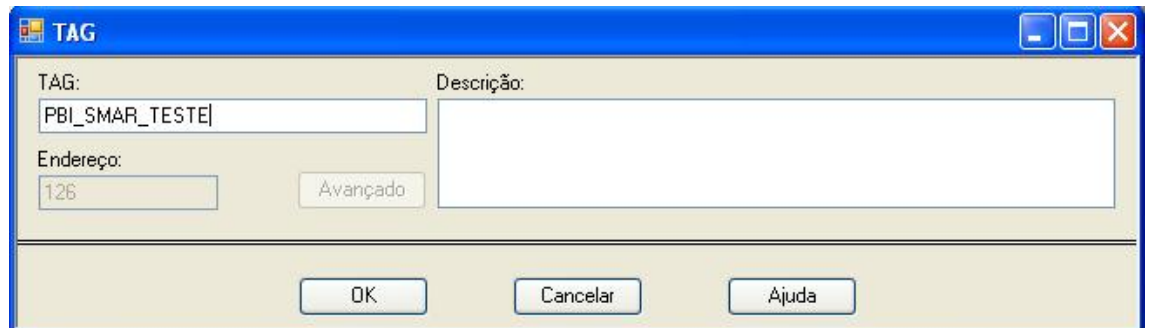 TAG
TAG:
Descrição:
PBI_SMAR_TESTE
Endereço:
126
Avançado
OK
Cancelar
Ajuda